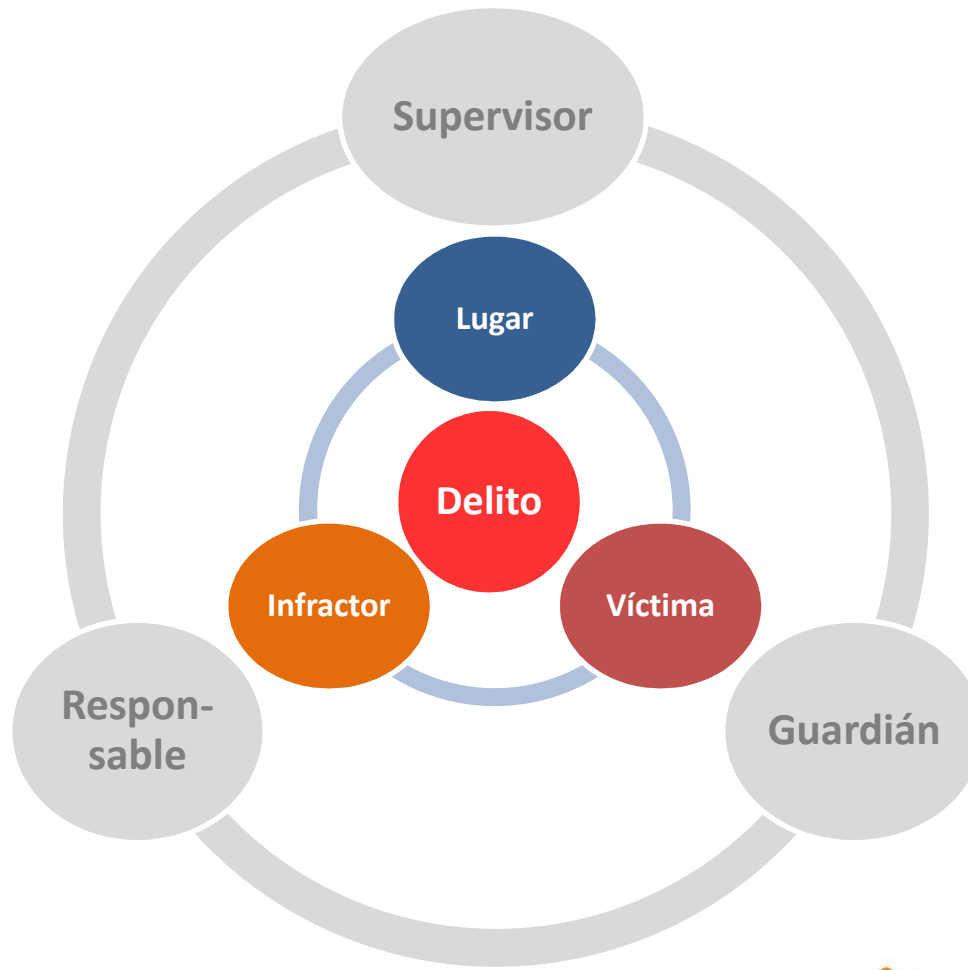 Supervisor
Lugar
Delito
Infractor
Víctima
Respon-
sable
Guardián